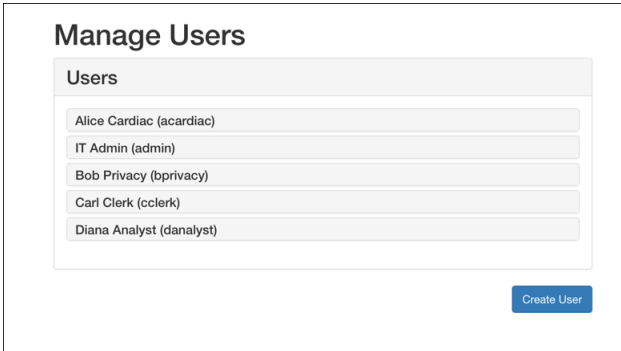 Manage Users
Users
Alice Cardiac (acardiac)
IT Admin (admin)
Bob Privacy (bprivacy)
Carl Clerk (cclerk)
Diana Analyst (danalyst)
Create User